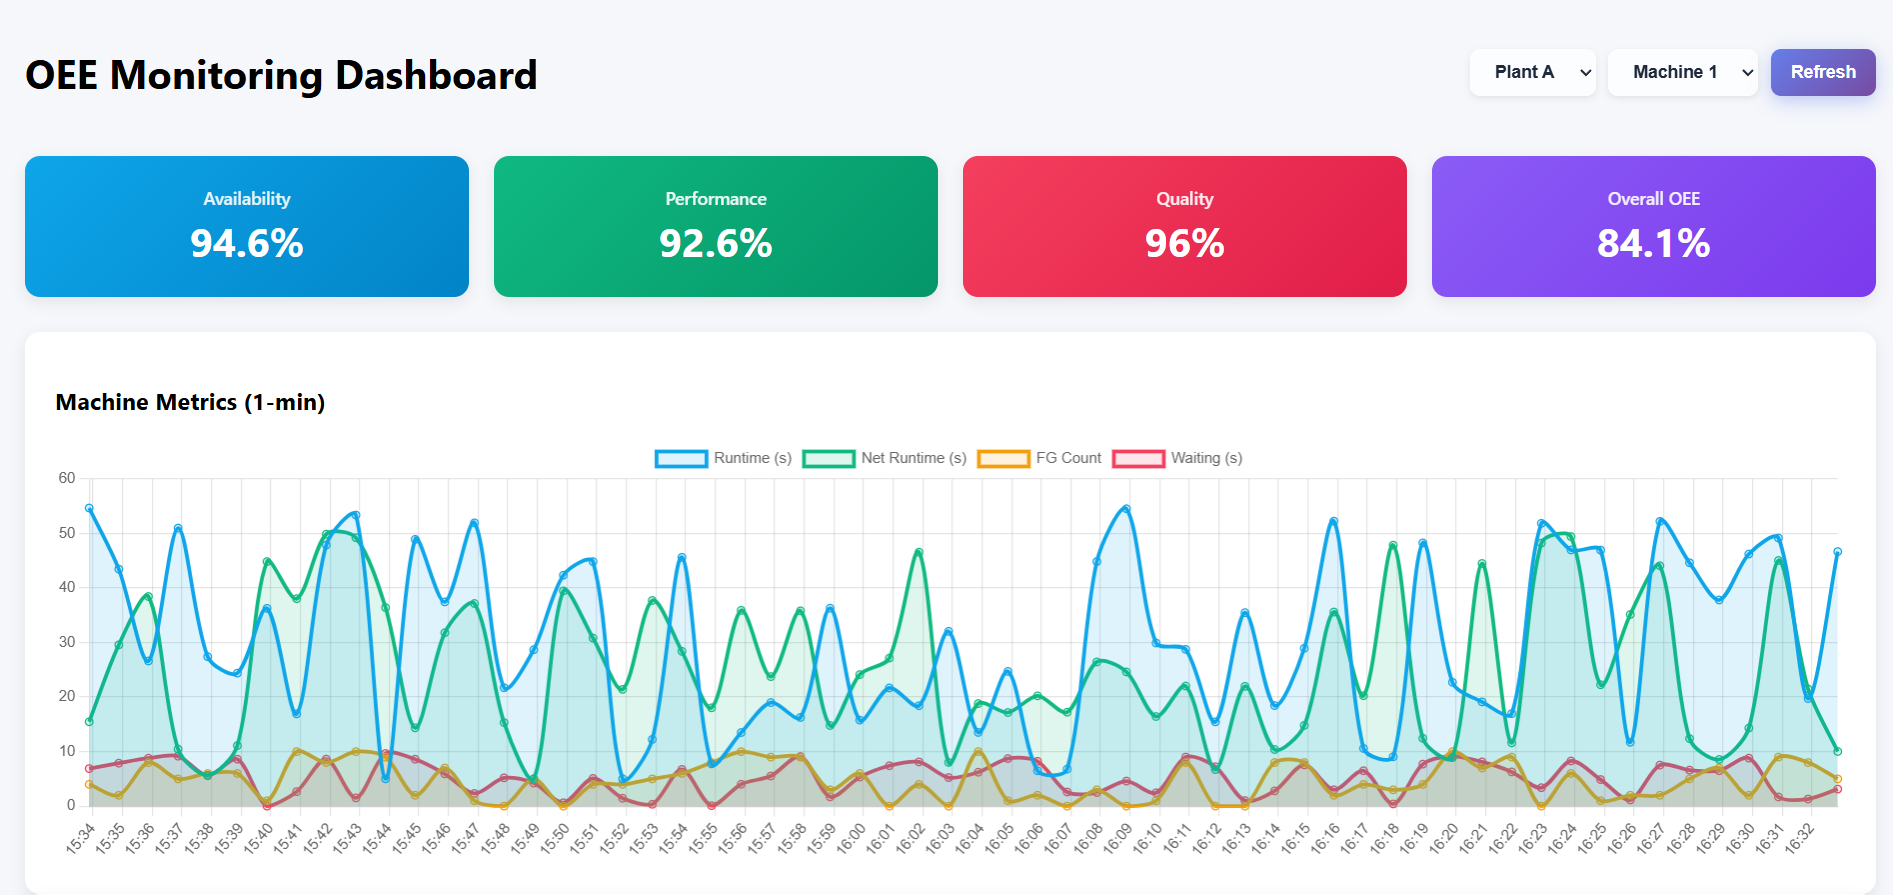 OEE Monitoring Dashboard
Plant A
Machine 1
Refresh
Availability
94.6%
Performance
92.6%
Quality
96%
Overall OEE
84.1%
Machine Metrics (1-min)
Runtime (s) Net Runtime (s) FG Count Waiting (s)
60
50
40
30
20
10
0
15:34 15:35 15:36 15:37 15:38 15:39 15:40 15:41 15:42 15:43 15:44 15:45 15:46 15:47 15:48 15:49 15:50 15:51 15:52 15:53 15:54 15:55 15:56 15:57 15:58 15:59 16:00 16:01 16:02 16:03 16:04 16:05 16:06 16:07 16:08 16:09 16:10 16:11 16:12 16:13 16:14 16:15 16:16 16:17 16:18 16:19 16:20 16:21 16:22 16:23 16:24 16:25 16:26 16:27 16:28 16:29 16:30 16:31 16:32